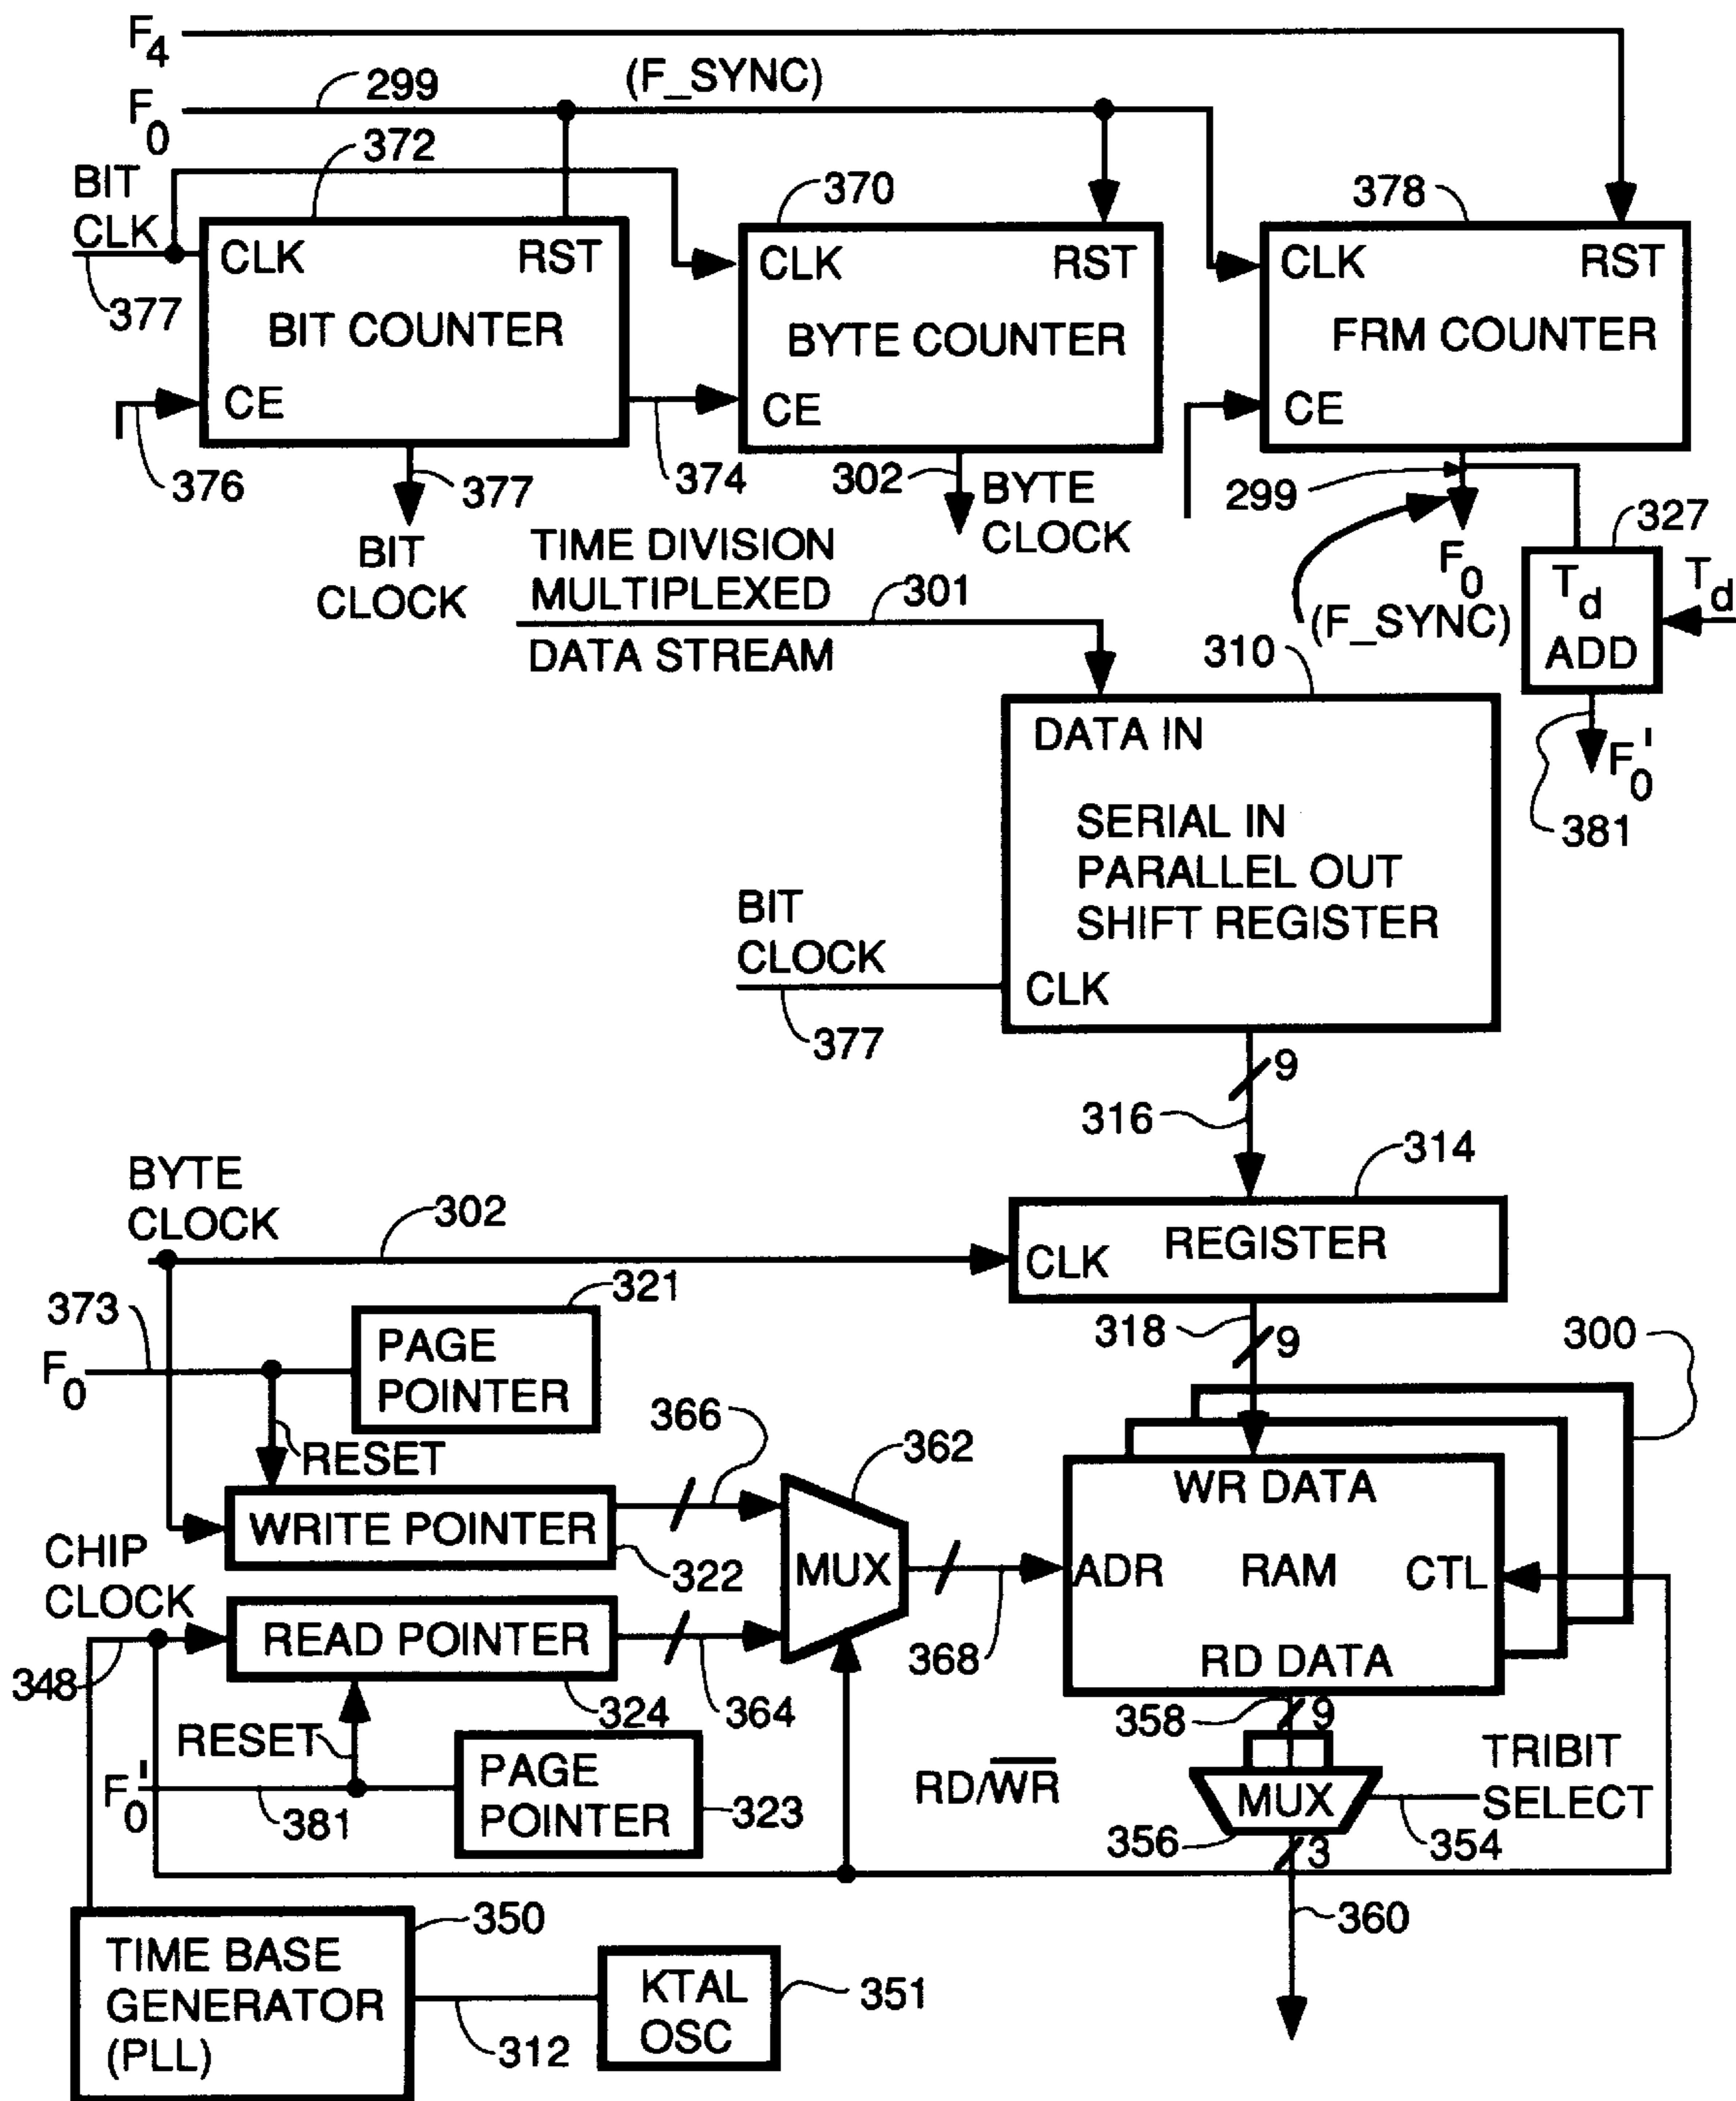 F4
F0
299
(F_SYNC)
372
370
378
BIT
CLK
377
CLK
RST
BIT COUNTER
CE
CLK
RST
BYTE COUNTER
CE
CLK
RST
FRM COUNTER
CE
376
377
374
302
BYTE
CLOCK
299
327
BIT
CLOCK
TIME DIVISION
MULTIPLEXED
DATA STREAM
301
F0
(F_SYNC)
Td
ADD
Td
310
F0'
381
DATA IN
SERIAL IN
PARALLEL OUT
SHIFT REGISTER
CLK
BIT
CLOCK
377
9
316
314
BYTE
CLOCK
302
REGISTER
CLK
373
F0
321
PAGE
POINTER
318
9
300
RESET
366
362
WRITE POINTER
322
CHIP
CLOCK
MUX
WR DATA
ADR
RAM
CTL
RD DATA
READ POINTER
348
324
364
368
358
9
RESET
F0'
381
PAGE
POINTER
323
RD/WR
TRIBIT
SELECT
MUX
356
354
3
360
350
TIME BASE
GENERATOR
(PLL)
312
KTAL
OSC
351